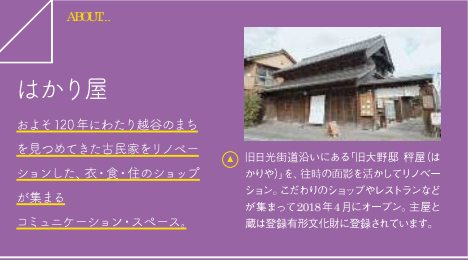 ABOUT...
はかり屋
およそ120年にわたり越谷のまち
を見つめてきた古民家をリノベー
ションした、衣・食・住のショップ
が集まる
コミュニケーション・スペース。
旧日光街道沿いにある「旧大野邸 秤屋(は
かりや)」を、往時の面影を活かしてリノベー
ション。こだわりのショップやレストランなど
が集まって2018年4月にオープン。主屋と
蔵は登録有形文化財に登録されています。